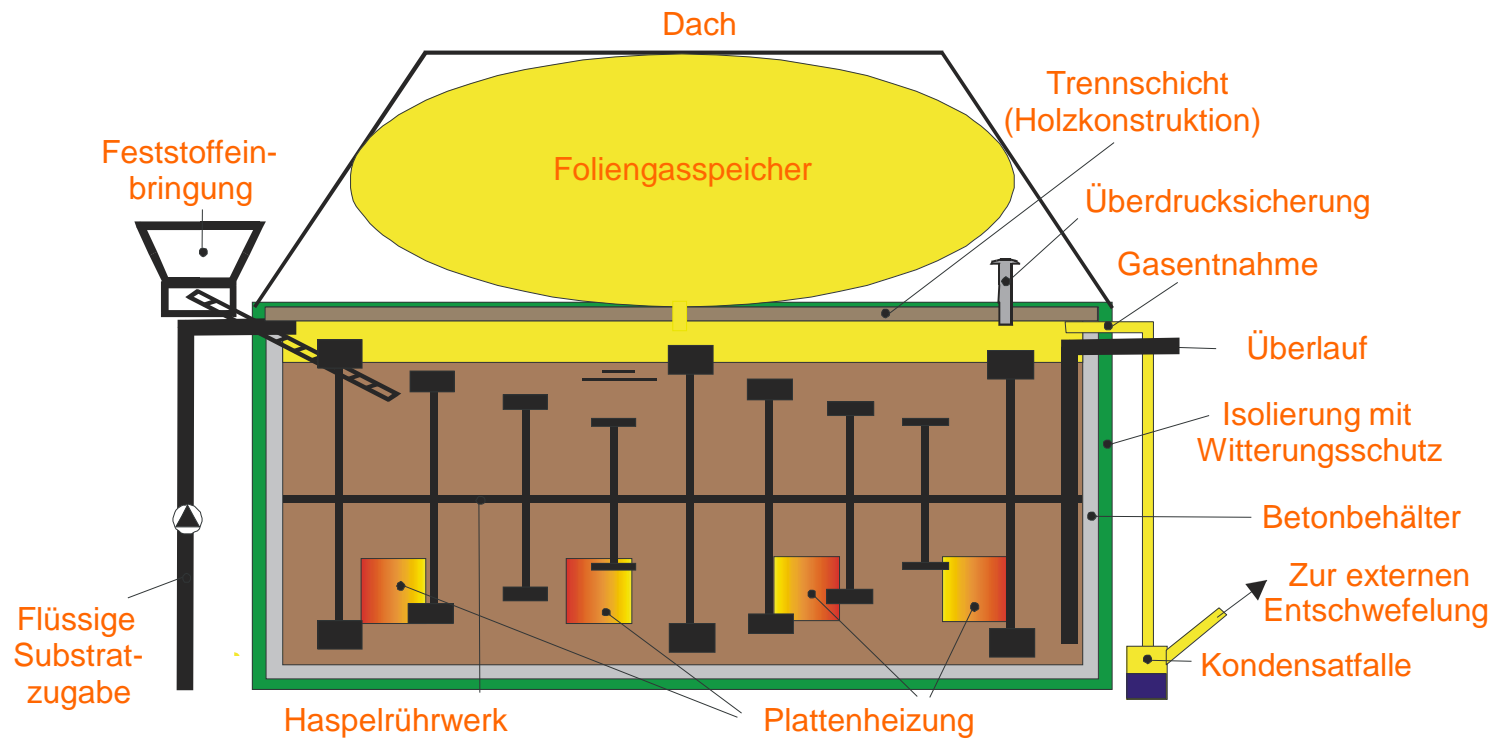 Dach
Trennschicht
(Holzkonstruktion)
Feststoffein-
bringung
Foliengasspeicher
Überdrucksicherung
Gasentnahme
Überlauf
Isolierung mit
Witterungsschutz
Betonbehälter
Zur externen
Entschwefelung
Flüssige
Substrat-
zugabe
Kondensatfalle
Haspelrührwerk
Plattenheizung